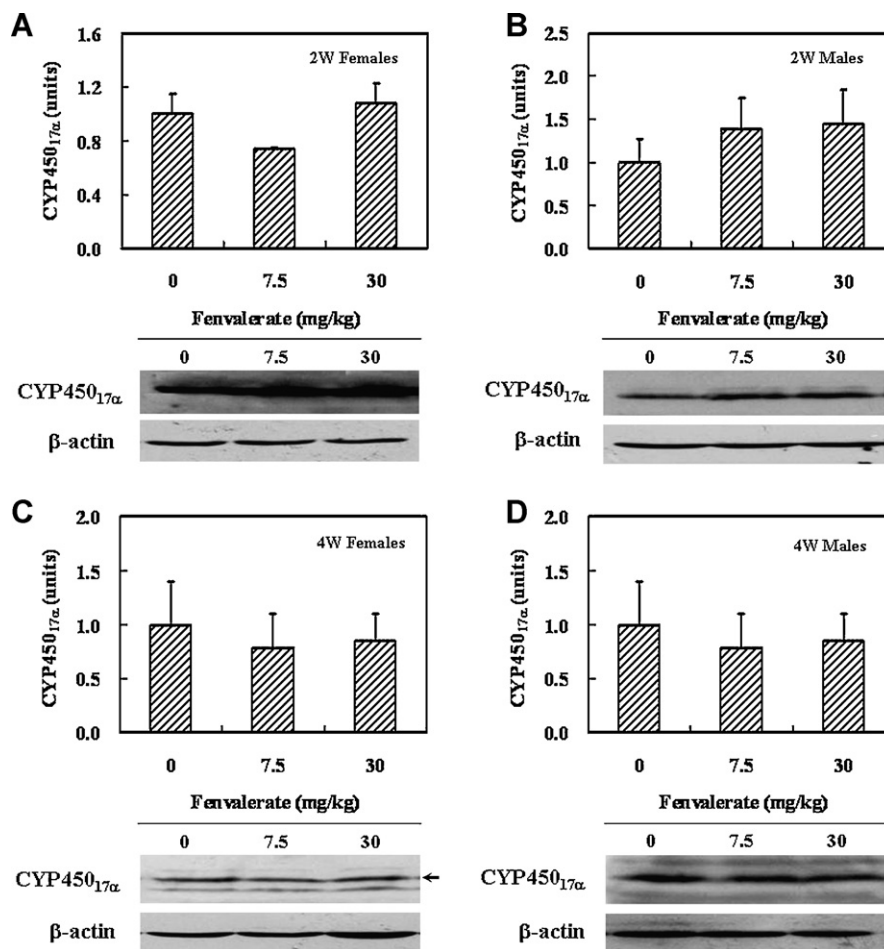 A
CYP450₁₇α (units)
1.6
1.2
0.8
0.4
0.0
2W Females
0 7.5 30
Fenvalerate (mg/kg)
0 7.5 30
CYP450₁₇α
β-actin
B
CYP450₁₇α (units)
2.5
2.0
1.5
1.0
0.5
0.0
2W Males
0 7.5 30
Fenvalerate (mg/kg)
0 7.5 30
CYP450₁₇α
β-actin
C
CYP450₁₇α (units)
2.0
1.5
1.0
0.5
0.0
4W Females
0 7.5 30
Fenvalerate (mg/kg)
0 7.5 30
CYP450₁₇α
β-actin
D
CYP450₁₇α (units)
2.0
1.5
1.0
0.5
0.0
4W Males
0 7.5 30
Fenvalerate (mg/kg)
0 7.5 30
CYP450₁₇α
β-actin